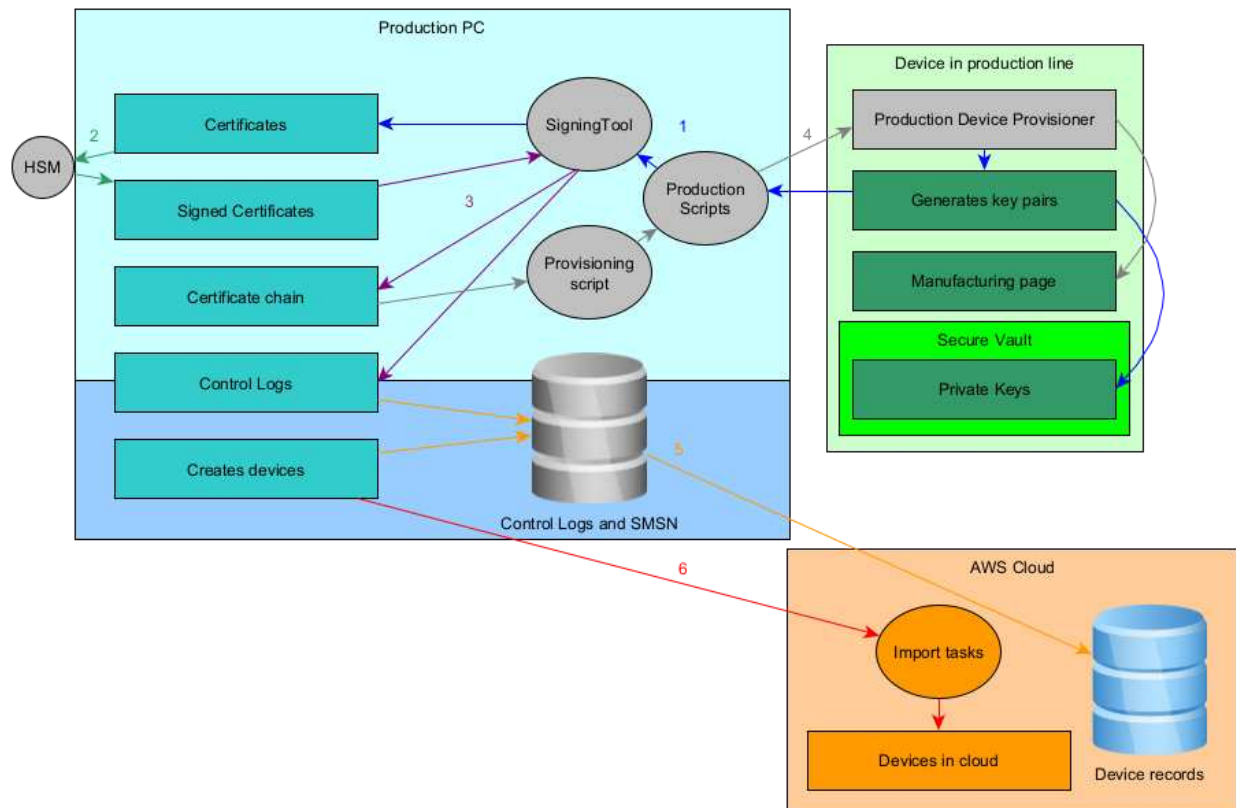 Production PC
Device in production line
Certificates
SigningTool
1
4
Production Device Provisioner
2
HSM
Signed Certificates
3
Production
Scripts
Generates key pairs
Provisioning
script
Certificate chain
Manufacturing page
Secure Vault
Control Logs
Private Keys
Creates devices
5
Control Logs and SMSN
6
AWS Cloud
Import tasks
Devices in cloud
Device records